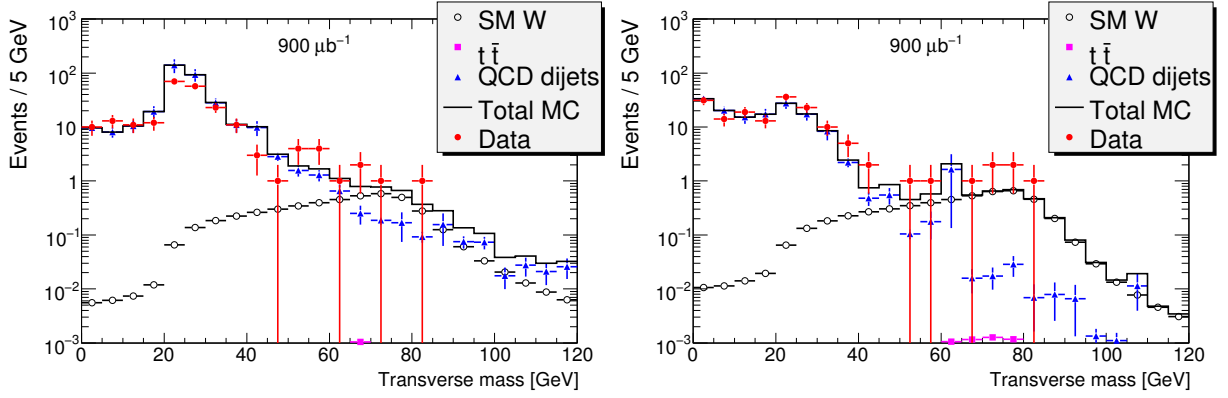 Events / 5 GeV
10³
10²
10
1
10⁻¹
10⁻²
10⁻³
900 μb⁻¹
SM W
t t̄
QCD dijets
Total MC
Data
0 20 40 60 80 100 120
Transverse mass [GeV]
Events / 5 GeV
10³
10²
10
1
10⁻¹
10⁻²
10⁻³
900 μb⁻¹
SM W
t t̄
QCD dijets
Total MC
Data
0 20 40 60 80 100 120
Transverse mass [GeV]